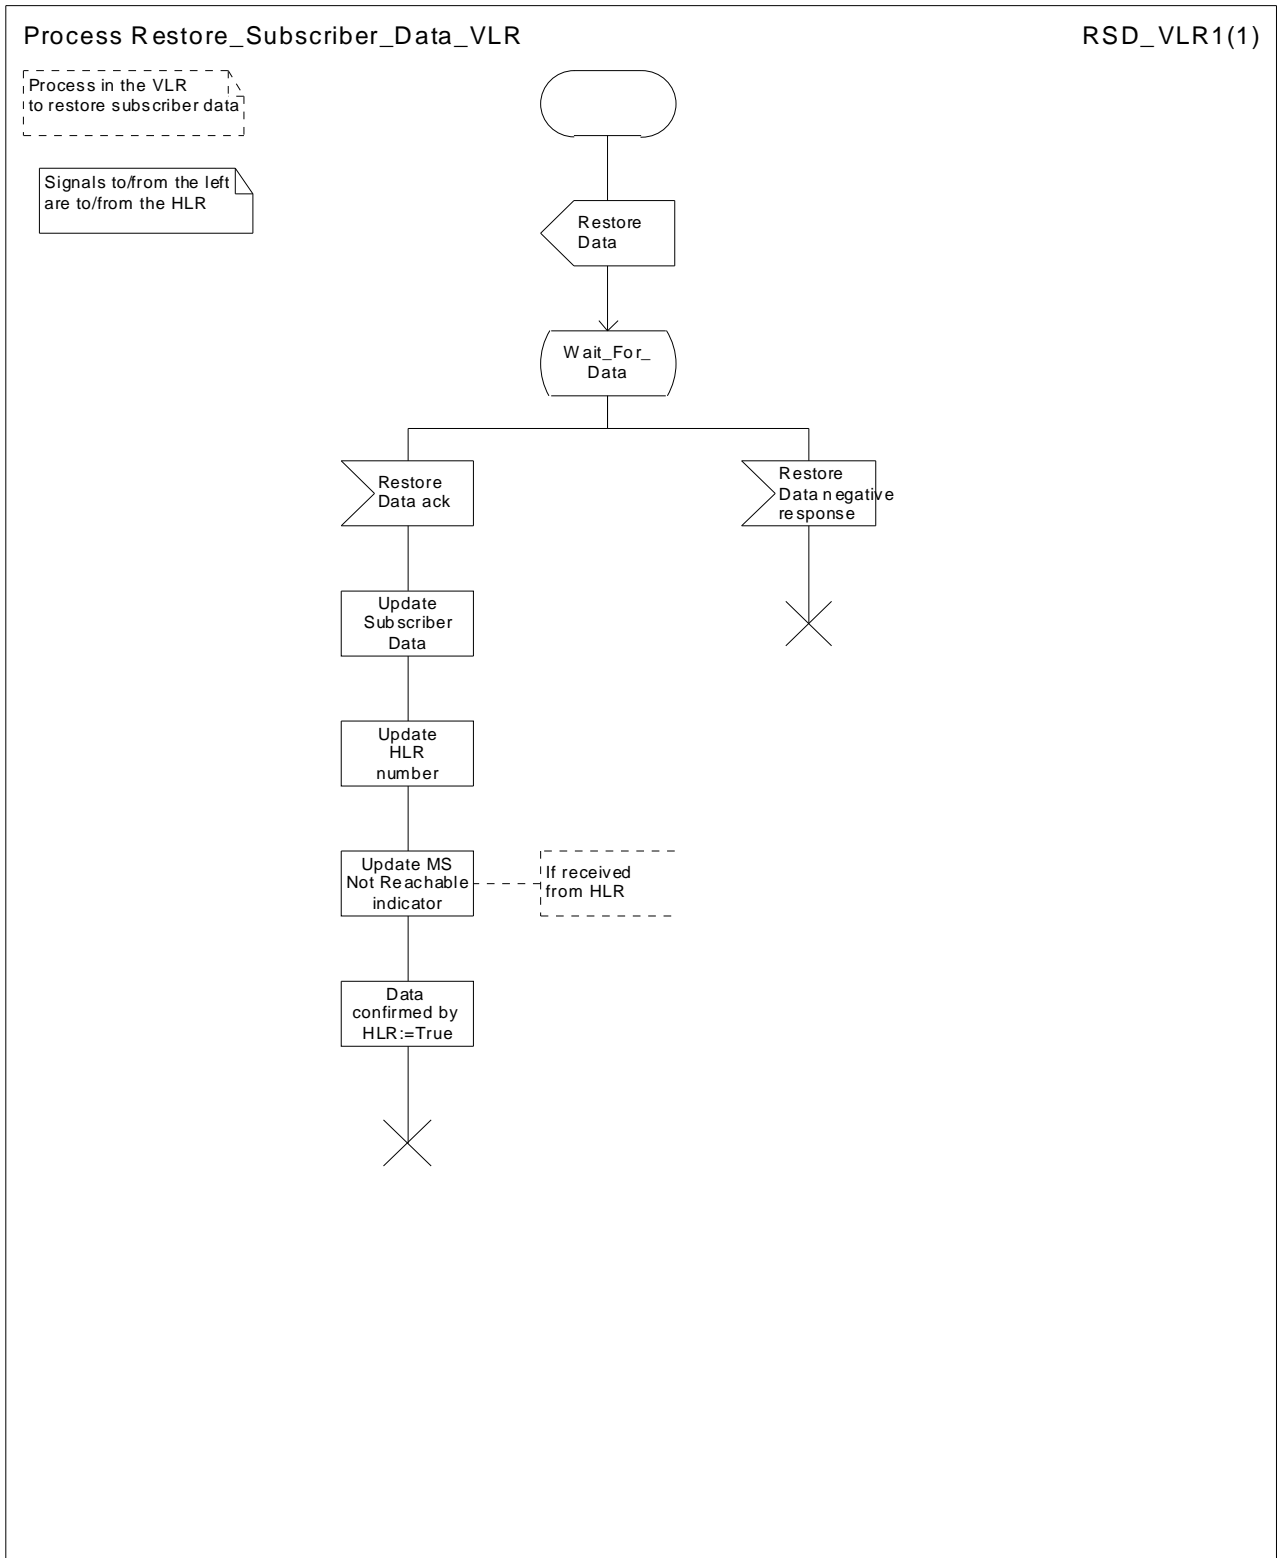 Process Restore_Subscriber_Data_VLR
RSD_VLR1(1)
Process in the VLR
to restore subscriber data
Signals to/from the left
are to/from the HLR
Restore
Data
Wait_For_
Data
Restore
Data ack
Restore
Data negative
response
Update
Subscriber
Data
Update
HLR
number
Update MS
Not Reachable
indicator
If received
from HLR
Data
confirmed by
HLR:=True